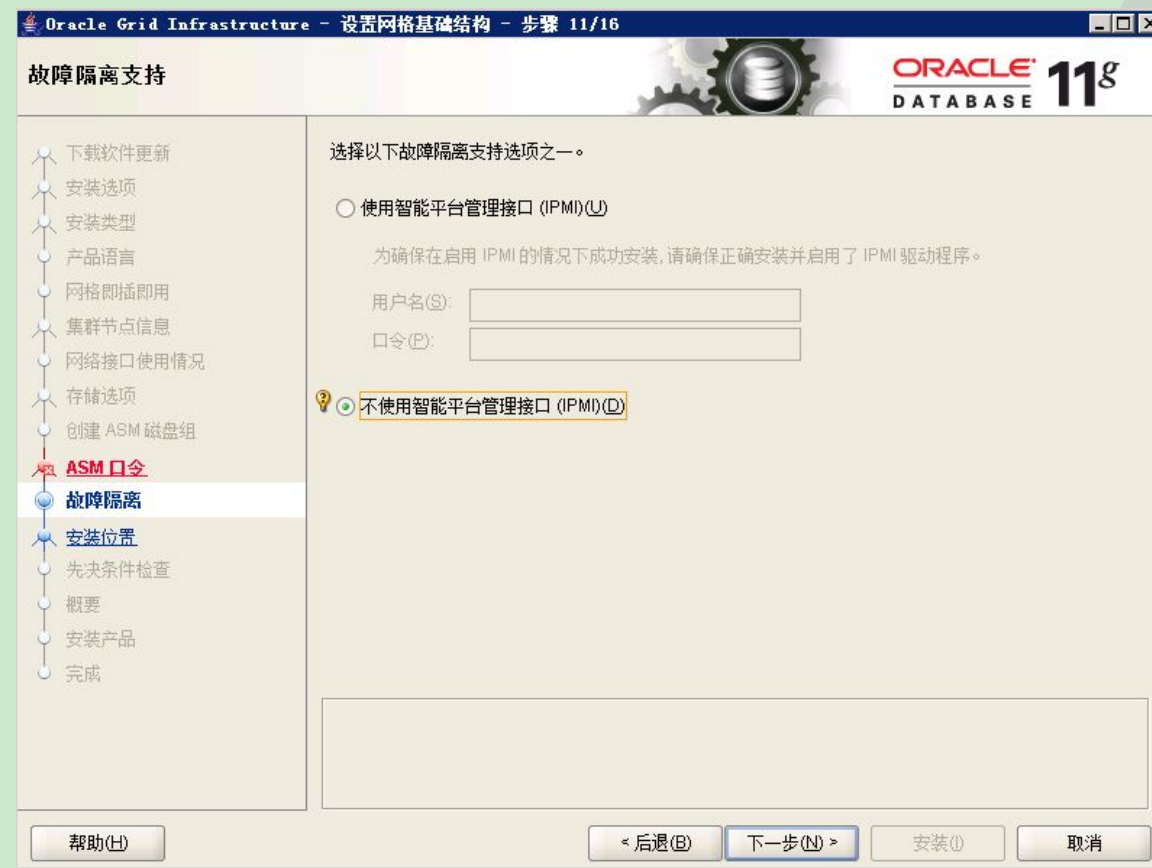 Oracle Grid Infrastructure - 设置网格基础结构 - 步骤 11/16
故障隔离支持
ORACLE
DATABASE
11g
下载软件更新
安装选项
安装类型
产品语言
网格即插即用
集群节点信息
网络接口使用情况
存储选项
创建 ASM 磁盘组
ASM 口令
故障隔离
安装位置
先决条件检查
概要
安装产品
完成
选择以下故障隔离支持选项之一。
使用智能平台管理接口 (IPMI)(U)
为确保在启用 IPMI 的情况下成功安装,请确保正确安装并启用了 IPMI 驱动程序。
用户名(S):
口令(P):
不使用智能平台管理接口 (IPMI)(D)
帮助(H)
< 后退(B)
下一步(N) >
安装(I)
取消